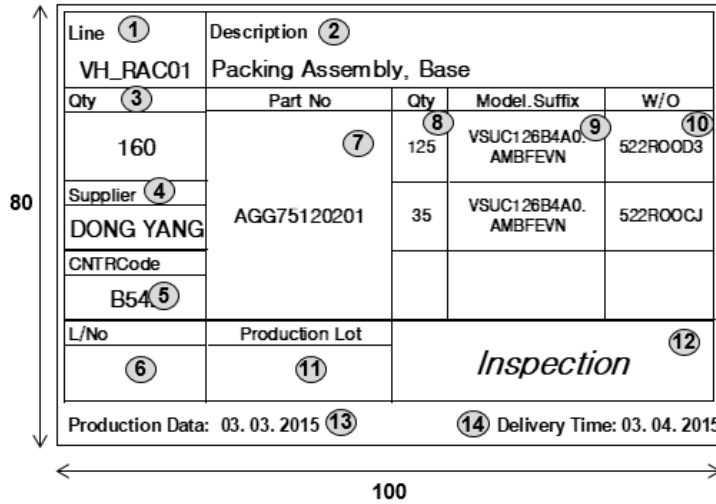 Line 1
Description 2
VH_RAC01
Packing Assembly, Base
Qty 3
Part No
Qty
Model.Suffix
W/O
160
7
8
9
10
125
VSUC126B4A0.
AMBFEVN
522ROOD3
Supplier 4
DONG YANG
AGG75120201
35
VSUC126B4A0.
AMBFEVN
522ROOCJ
CNTRCode
5
L/No
6
Production Lot
11
Inspection
12
Production Data: 03. 03. 2015 13
14 Delivery Time: 03. 04. 2015
80
100